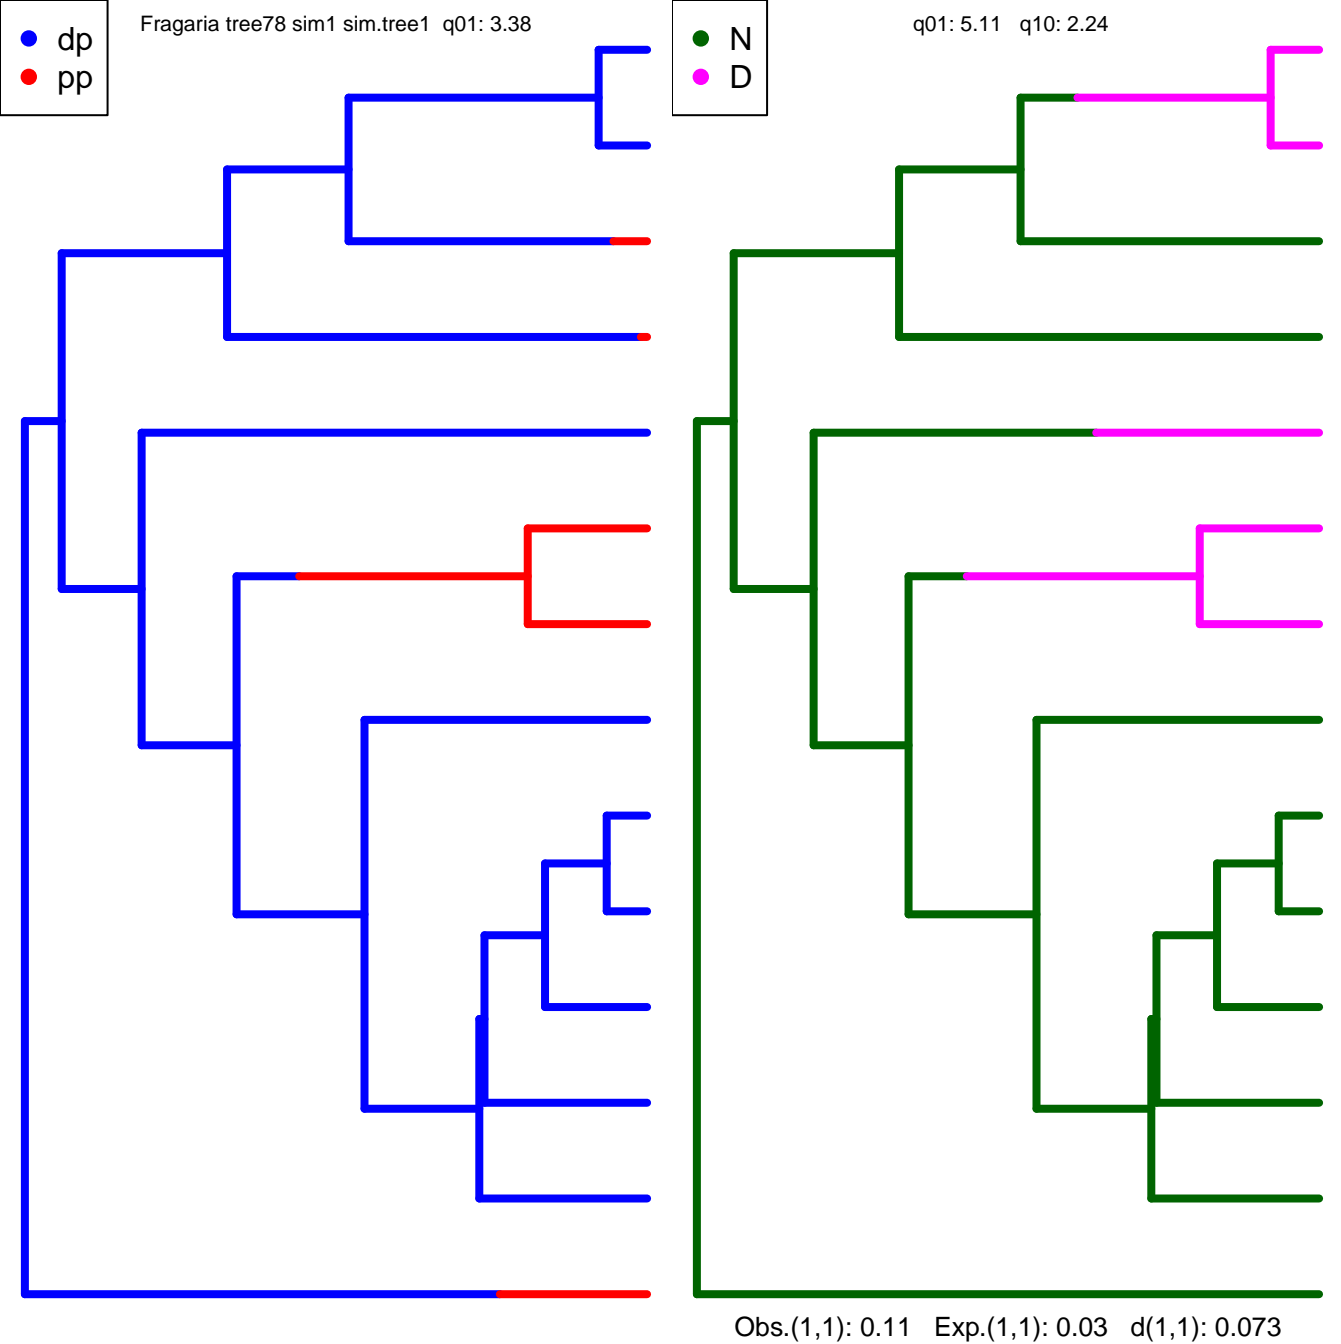 Fragaria tree78 sim1 sim.tree1  q01: 3.38
dp
pp
q01: 5.11   q10: 2.24
N
D
Obs.(1,1): 0.11   Exp.(1,1): 0.03   d(1,1): 0.073